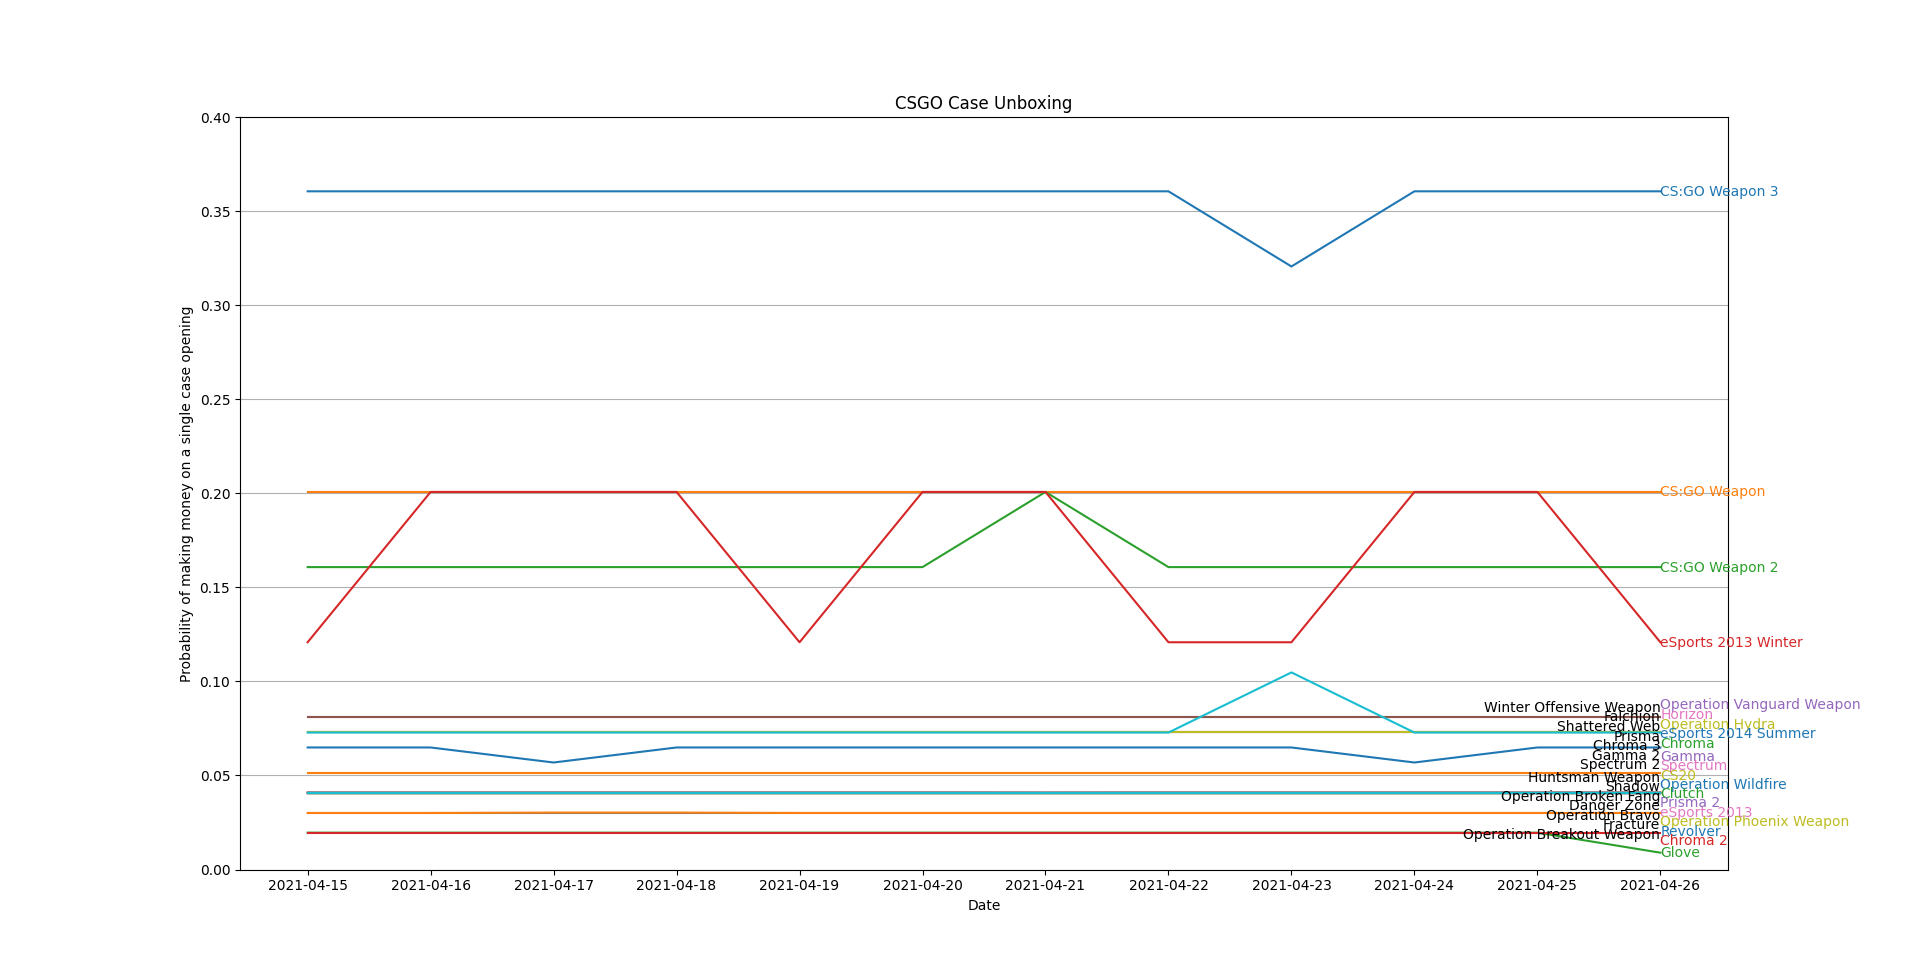 CSGO Case Unboxing
Probability of making money on a single case opening
0.40
0.35
0.30
0.25
0.20
0.15
0.10
0.05
0.00
CS:GO Weapon 3
CS:GO Weapon
CS:GO Weapon 2
eSports 2013 Winter
Operation Vanguard Weapon
Winter Offensive Weapon
Horizon
Falchion
Operation Hydra
Shattered Web
eSports 2014 Summer
Prisma
Chroma
Chroma 3
Gamma
Gamma 2
Spectrum
Spectrum 2
CS20
Huntsman Weapon
Operation Wildfire
Shadow
Clutch
Operation Broken Fang
Prisma 2
Danger Zone
eSports 2013
Operation Bravo
Operation Phoenix Weapon
Fracture
Revolver
Operation Breakout Weapon
Chroma 2
Glove
2021-04-15
2021-04-16
2021-04-17
2021-04-18
2021-04-19
2021-04-20
2021-04-21
2021-04-22
2021-04-23
2021-04-24
2021-04-25
2021-04-26
Date